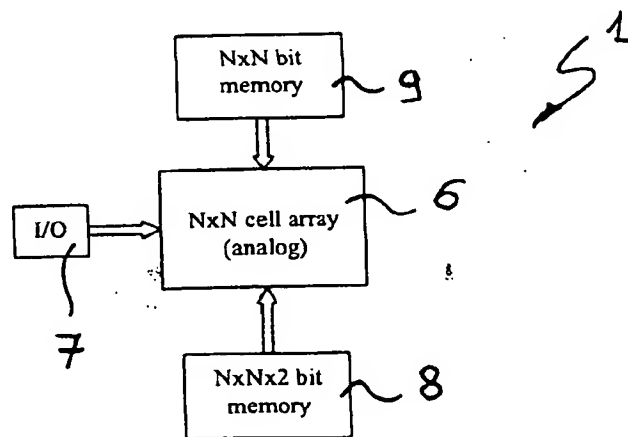 1
NxN bit
memory
9
NxN cell array
(analog)
6
I/O
7
NxNx2 bit
memory
8